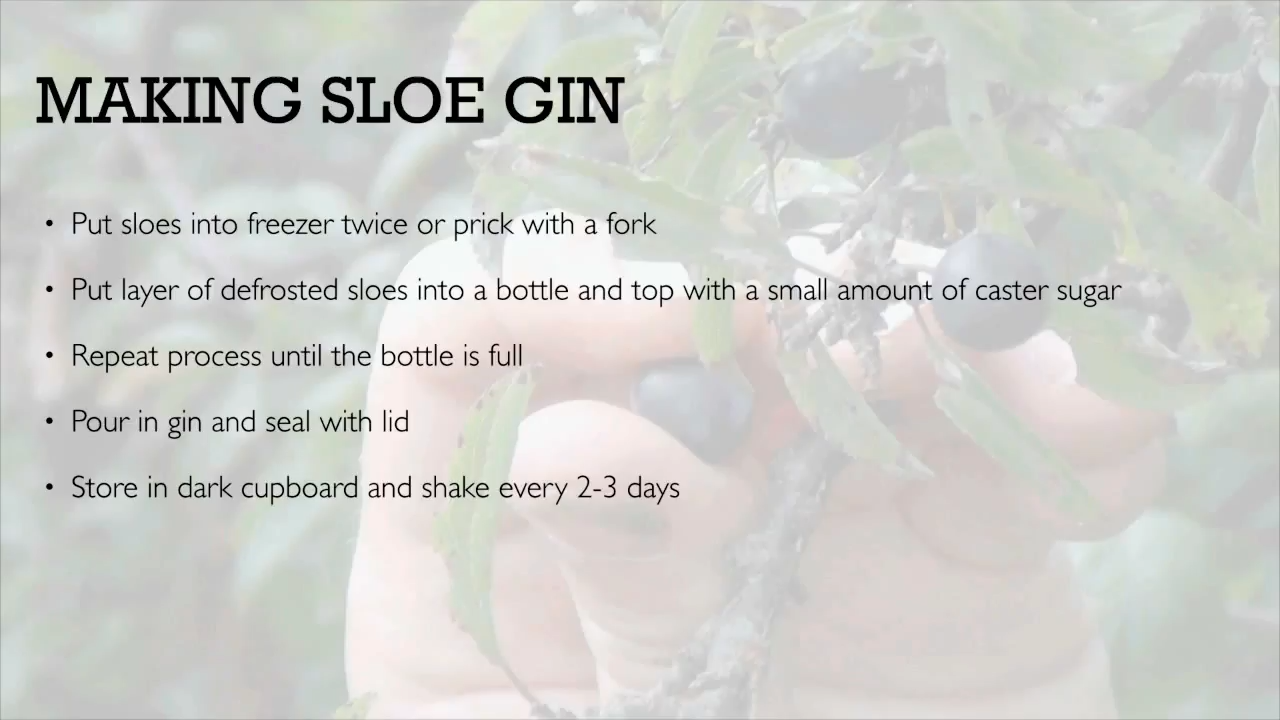 MAKING SLOE GIN
• Put sloes into freezer twice or prick with a fork
• Put layer of defrosted sloes into a bottle and top with a small amount of caster sugar
• Repeat process until the bottle is full
• Pour in gin and seal with lid
• Store in dark cupboard and shake every 2-3 days